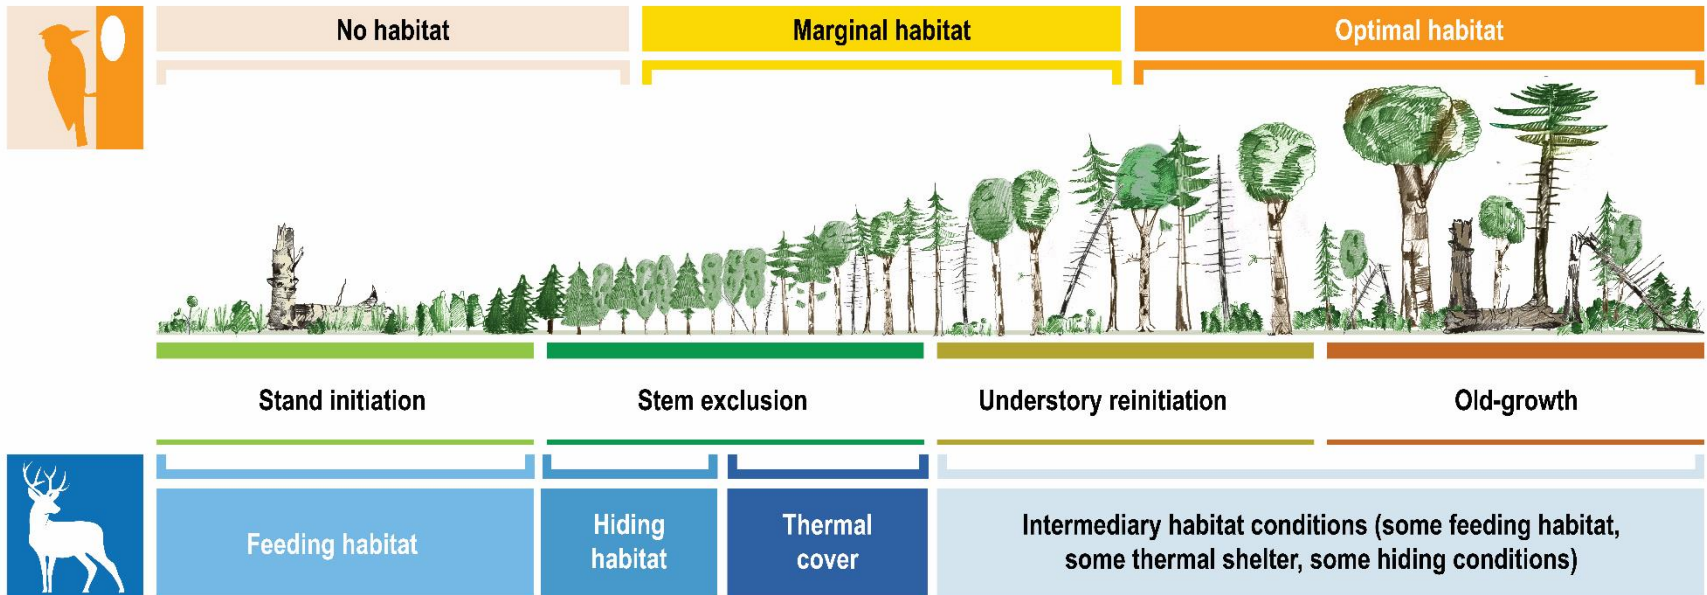 No habitat
Marginal habitat
Optimal habitat
Stand initiation
Stem exclusion
Understory reinitiation
Old-growth
Feeding habitat
Hiding
habitat
Thermal
cover
Intermediary habitat conditions (some feeding habitat,
some thermal shelter, some hiding conditions)